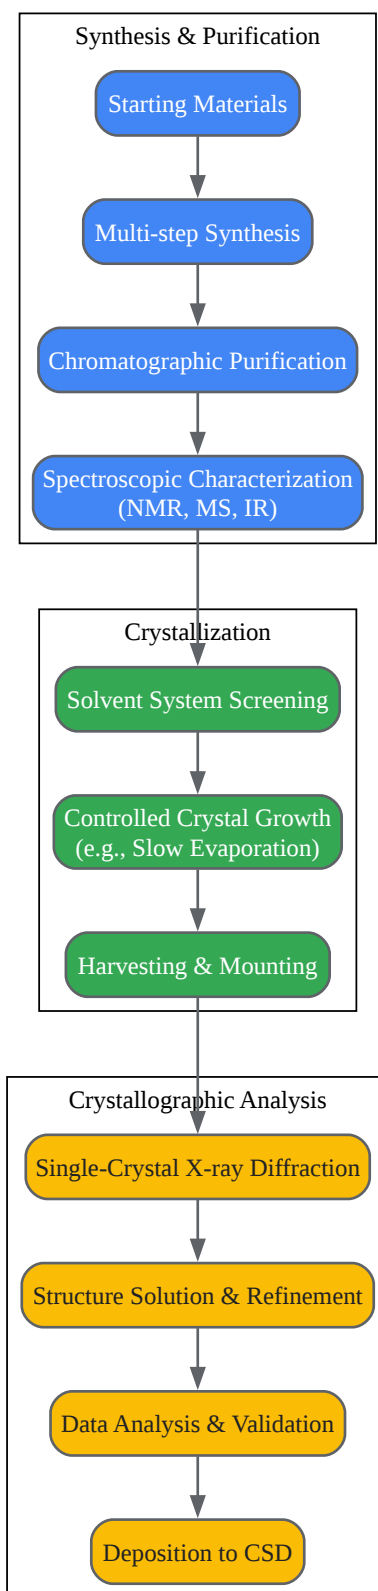 Synthesis & Purification
Starting Materials
Multi-step Synthesis
Chromatographic Purification
Spectroscopic Characterization
(NMR, MS, IR)
Crystallization
Solvent System Screening
Controlled Crystal Growth
(e.g., Slow Evaporation)
Harvesting & Mounting
Crystallographic Analysis
Single-Crystal X-ray Diffraction
Structure Solution & Refinement
Data Analysis & Validation
Deposition to CSD